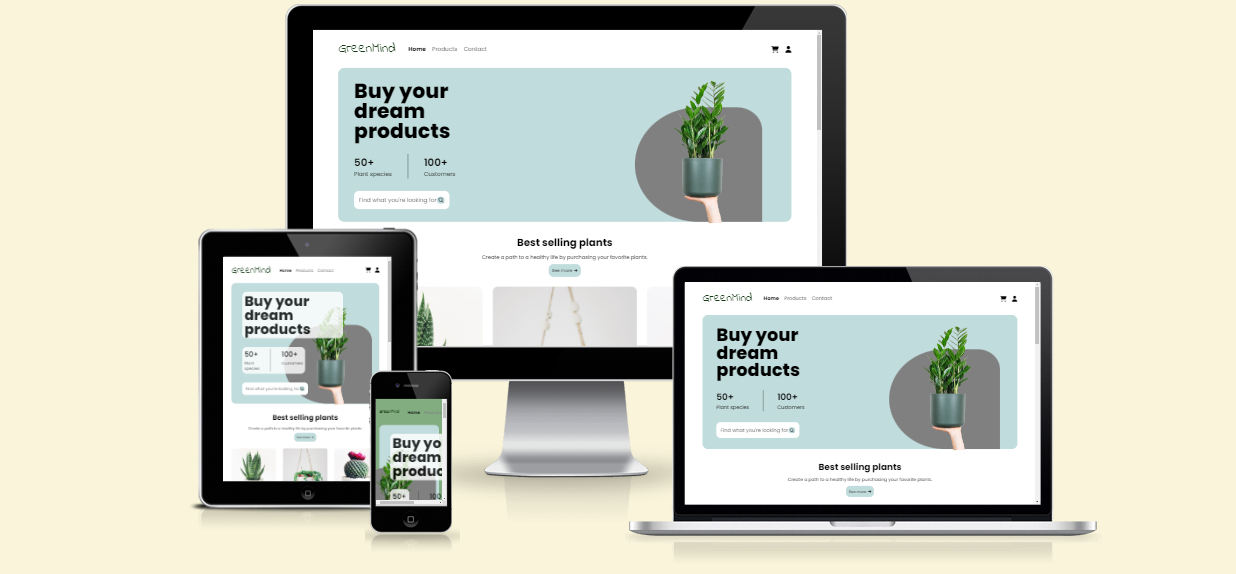 GreenMind Home Products Contact
Buy your
dream
products
50+ 100+
Plant species Customers
Find what you're looking for
Best selling plants
Create a path to a healthy life by purchasing your favorite plants.
See more →
GreenMind Home Products Contact
Buy your
dream
products
50+ 100+
Plant Customers
species
Find what you're looking for
Best selling plants
Create a path to a healthy life by purchasing your favorite plants.
See more →
GreenMind Home
Buy yo
dream
produc
50+ 100
GreenMind Home Products Contact
Buy your
dream
products
50+ 100+
Plant species Customers
Find what you're looking for
Best selling plants
Create a path to a healthy life by purchasing your favorite plants.
See more →